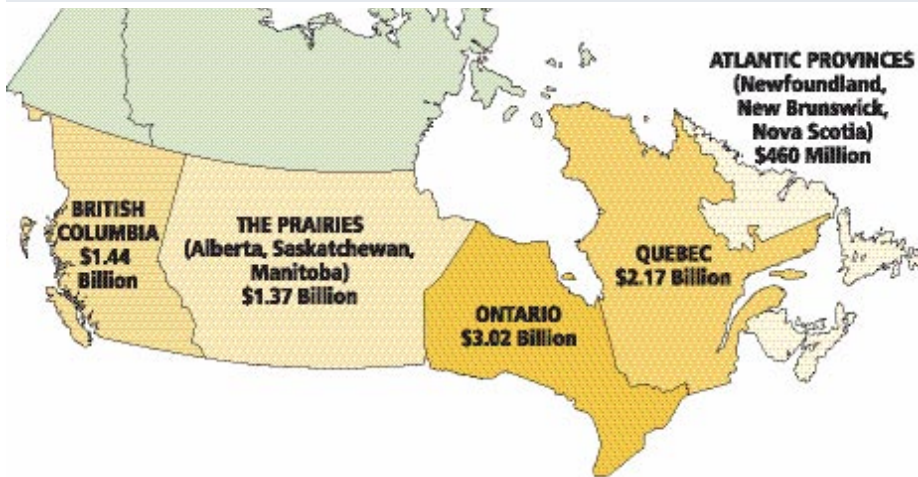 ATLANTIC PROVINCES
(Newfoundland,
New Brunswick,
Nova Scotia)
$460 Million
BRITISH
COLUMBIA
$1.44
Billion
THE PRAIRIES
(Alberta, Saskatchewan,
Manitoba)
$1.37 Billion
ONTARIO
$3.02 Billion
QUEBEC
$2.17 Billion